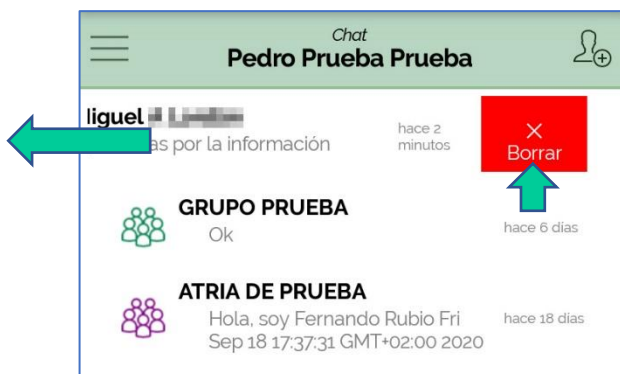 Chat
Pedro Prueba Prueba
iguel
as por la información
hace 2
minutos
Borrar
GRUPO PRUEBA
Ok
hace 6 días
ATRIA DE PRUEBA
Hola, soy Fernando Rubio Fri
Sep 18 17:37:31 GMT+02:00 2020
hace 18 días